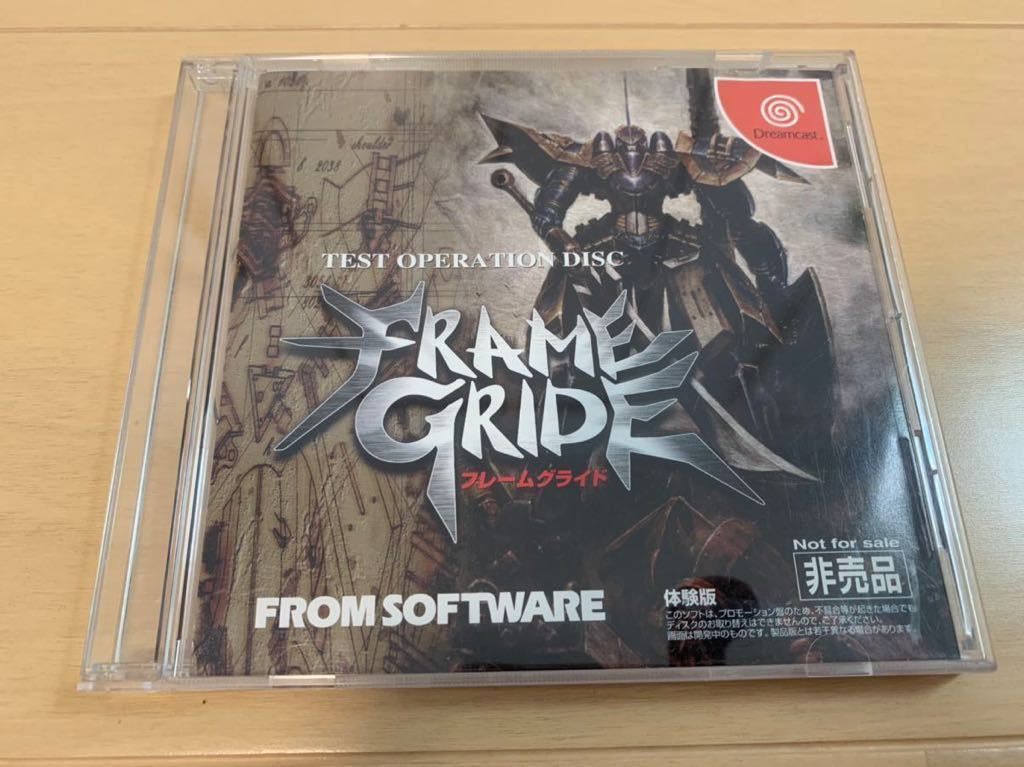 shoulder
6 2038
Dreamcast
TEST OPERATION DISC
FRAME
GRIDE
フレームグライド
FROM SOFTWARE
Not for sale
非売品
体験版
このソフトは、プロモーション盤のため、不具合等が起きた場合でも
ディスクのお取り替えはできませんので、ご了承ください。
画面は開発中のものです。製品版とは若干異なる場合があります